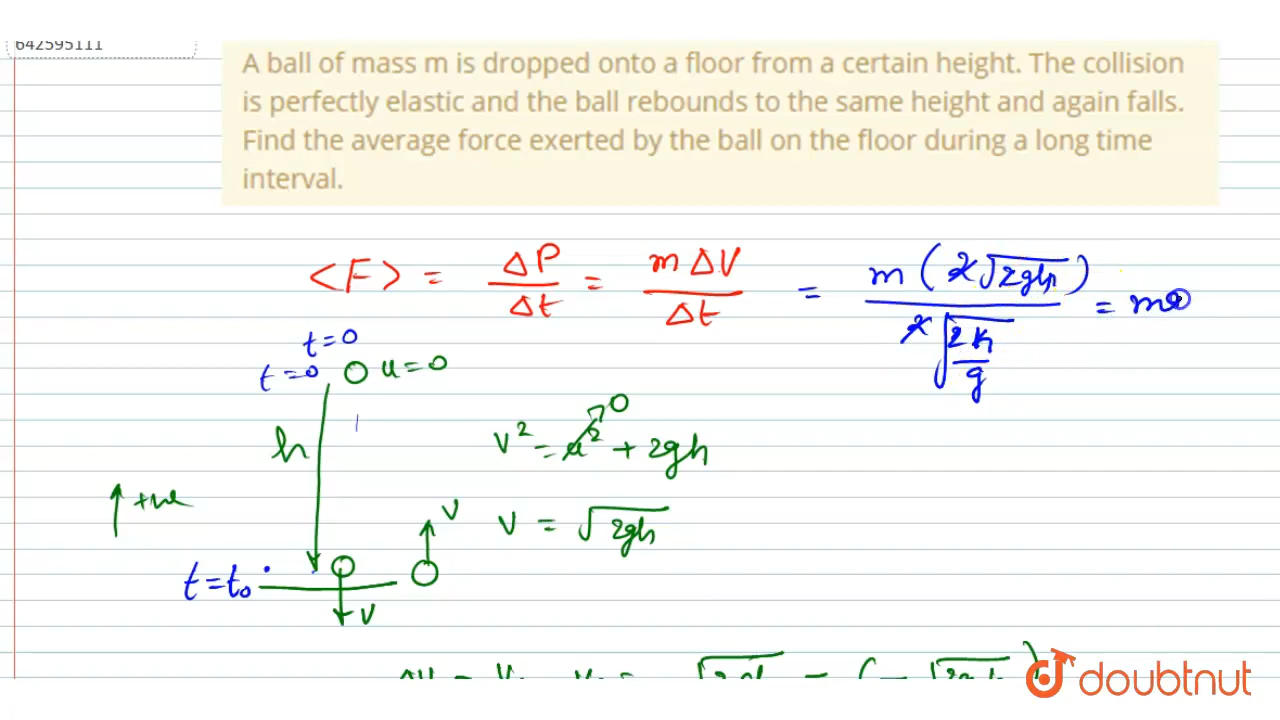 642595111
A ball of mass m is dropped onto a floor from a certain height. The collision
is perfectly elastic and the ball rebounds to the same height and again falls.
Find the average force exerted by the ball on the floor during a long time
interval.
<F> = ΔP/Δt = mΔV/Δt = m(2√2gh)/2√(2h/g) = mg
t=0
t=0 u=0
h
V² = u² + 2gh
0
+ve
V
V = √2gh
t=t₀
V
doubtnut